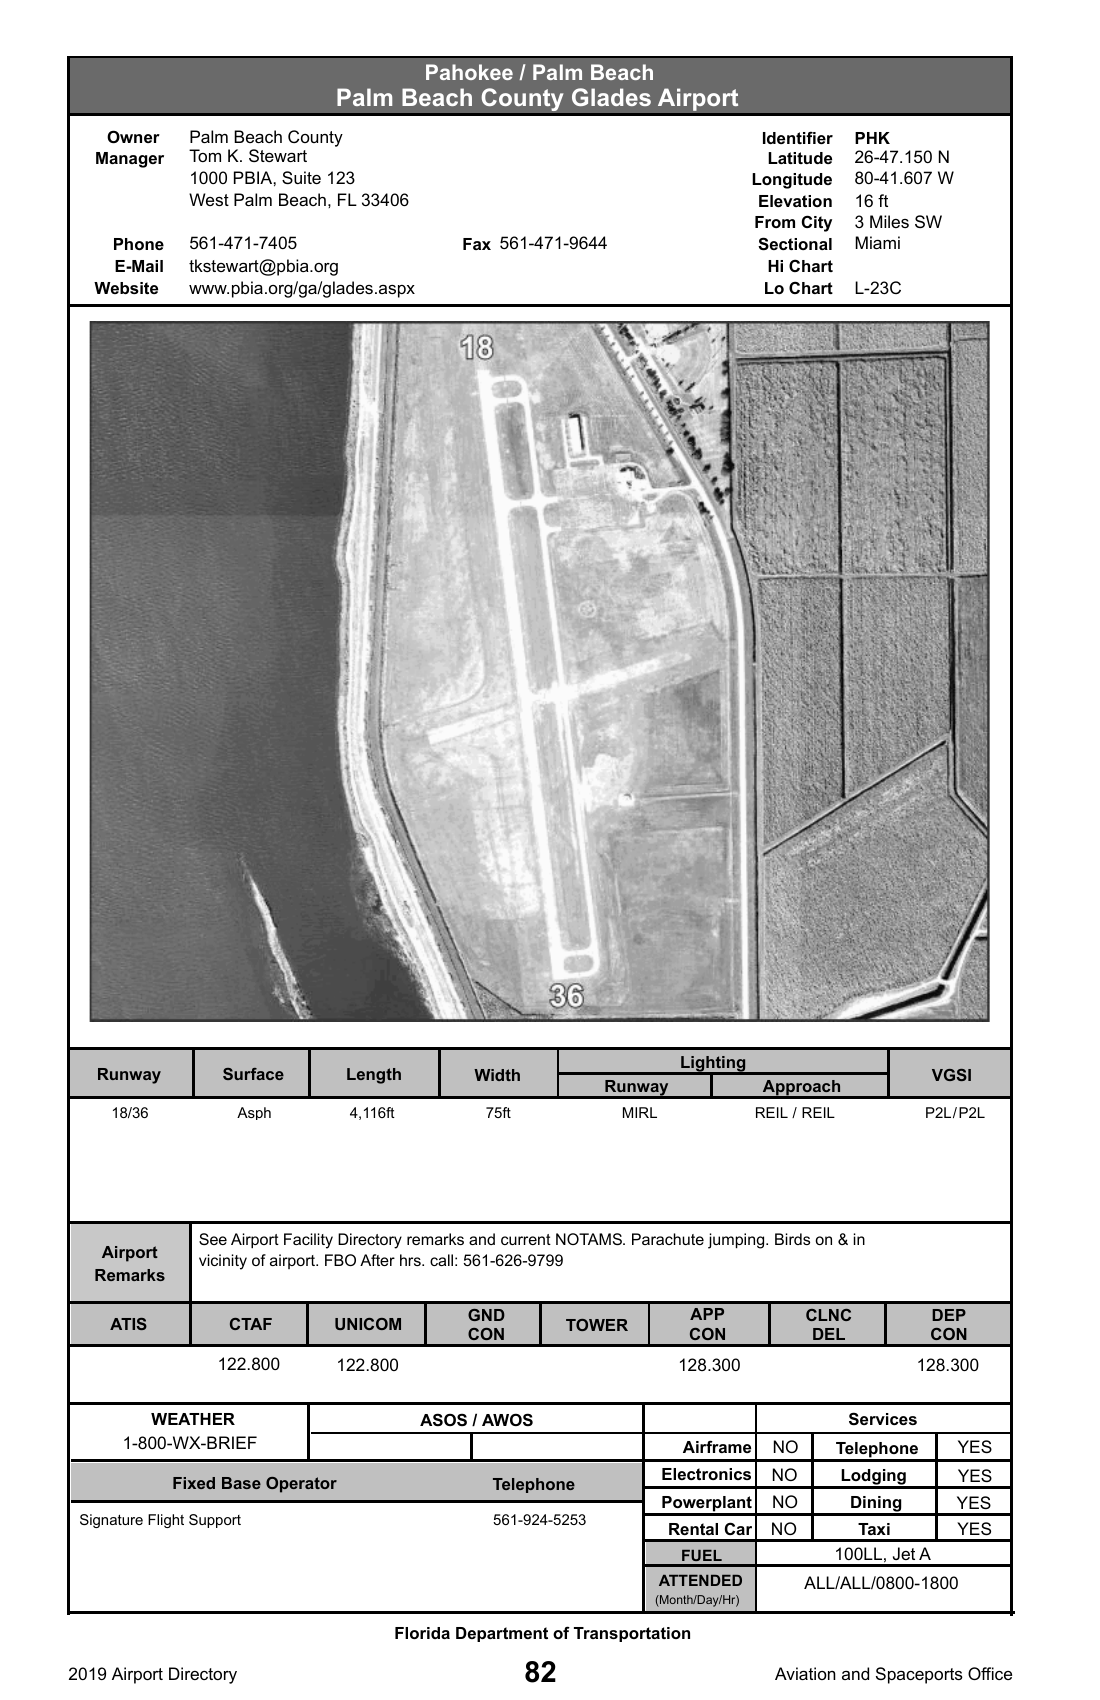 Pahokee / Palm Beach
Palm Beach County Glades Airport
Owner Palm Beach County
Manager Tom K. Stewart
1000 PBIA, Suite 123
West Palm Beach, FL 33406
Phone 561-471-7405 Fax 561-471-9644
E-Mail tkstewart@pbia.org
Website www.pbia.org/ga/glades.aspx
Identifier PHK
Latitude 26-47.150 N
Longitude 80-41.607 W
Elevation 16 ft
From City 3 Miles SW
Sectional Miami
Hi Chart
Lo Chart L-23C
18
36
Runway Surface Length Width Lighting VGSI
Runway Approach
18/36 Asph 4,116ft 75ft MIRL REIL / REIL P2L/P2L
Airport Remarks
See Airport Facility Directory remarks and current NOTAMS. Parachute jumping. Birds on & in
vicinity of airport. FBO After hrs. call: 561-626-9799
ATIS CTAF UNICOM GND CON TOWER APP CON CLNC DEL DEP CON
122.800 122.800 128.300 128.300
WEATHER ASOS / AWOS Services
1-800-WX-BRIEF
Airframe NO Telephone YES
Electronics NO Lodging YES
Powerplant NO Dining YES
Rental Car NO Taxi YES
FUEL 100LL, Jet A
ATTENDED ALL/ALL/0800-1800
(Month/Day/Hr)
Fixed Base Operator Telephone
Signature Flight Support 561-924-5253
Florida Department of Transportation
2019 Airport Directory 82 Aviation and Spaceports Office